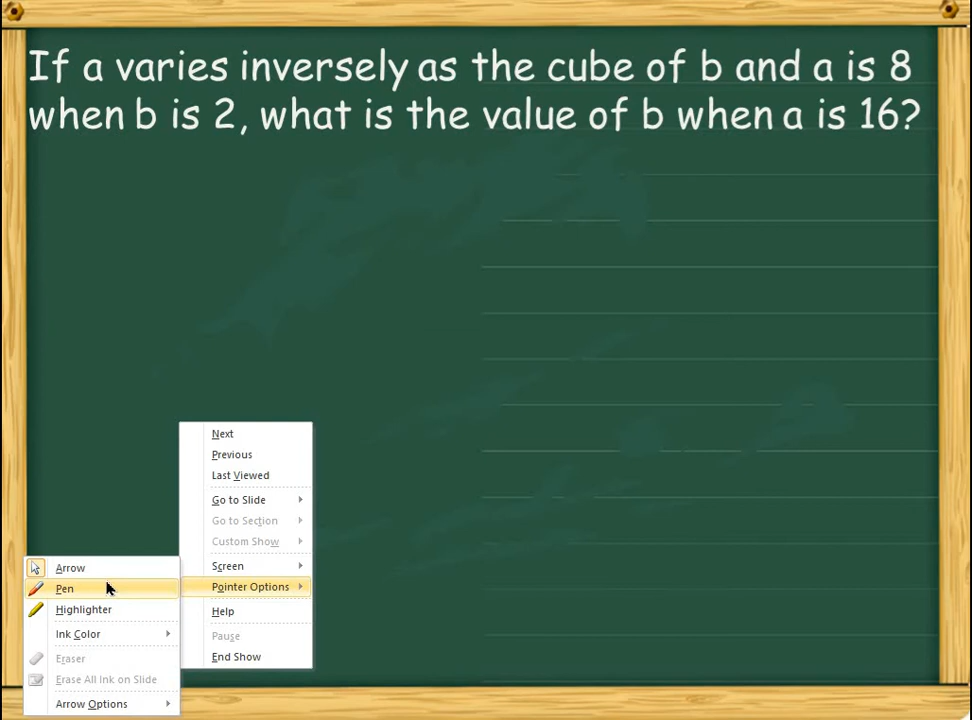 If a varies inversely as the cube of b and a is 8
when b is 2, what is the value of b when a is 16?
Next
Previous
Last Viewed
Go to Slide
Go to Section
Custom Show
Screen
Pointer Options
Help
Pause
End Show
Arrow
Pen
Highlighter
Ink Color
Eraser
Erase All Ink on Slide
Arrow Options